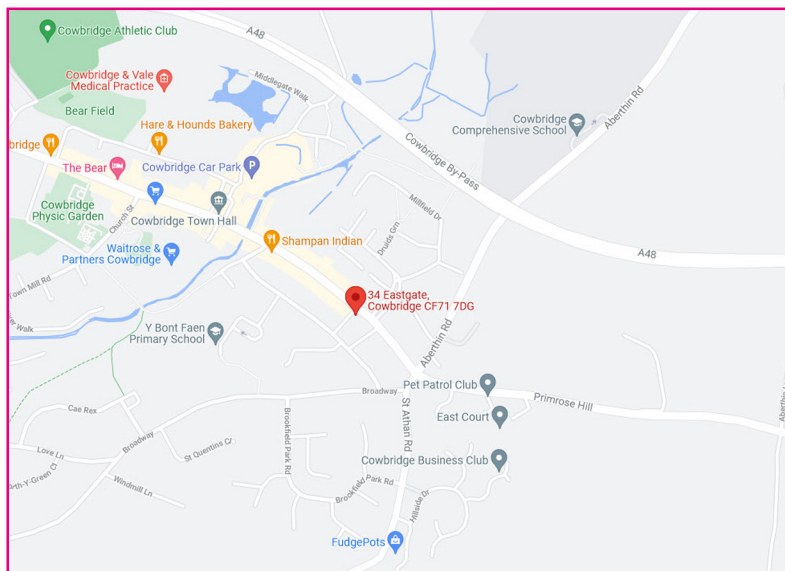 Cowbridge Athletic Club
A48
Cowbridge & Vale
Medical Practice
Middlegate Walk
Bear Field
Hare & Hounds Bakery
Cowbridge
Comprehensive School
Aberthin Rd
bridge
Cowbridge Car Park
Cowbridge By-Pass
The Bear
Cowbridge
Physic Garden
Church St
Cowbridge Town Hall
Millfield Dr
Druids Grn
Shampan Indian
Waitrose &
Partners Cowbridge
A48
Town Mill Rd
34 Eastgate,
Cowbridge CF71 7DG
er Walk
Y Bont Faen
Primary School
Aberthin Rd
Pet Patrol Club
Primrose Hill
Aberthin
Broadway
St Athan Rd
Cae Rex
East Court
Brookfield Park Rd
Broadway
St Quentins Cl
Love Ln
Cowbridge Business Club
rth-Y-Green Ct
Windmill Ln
Brookfield Park Rd
Hillside Dr
FudgePots